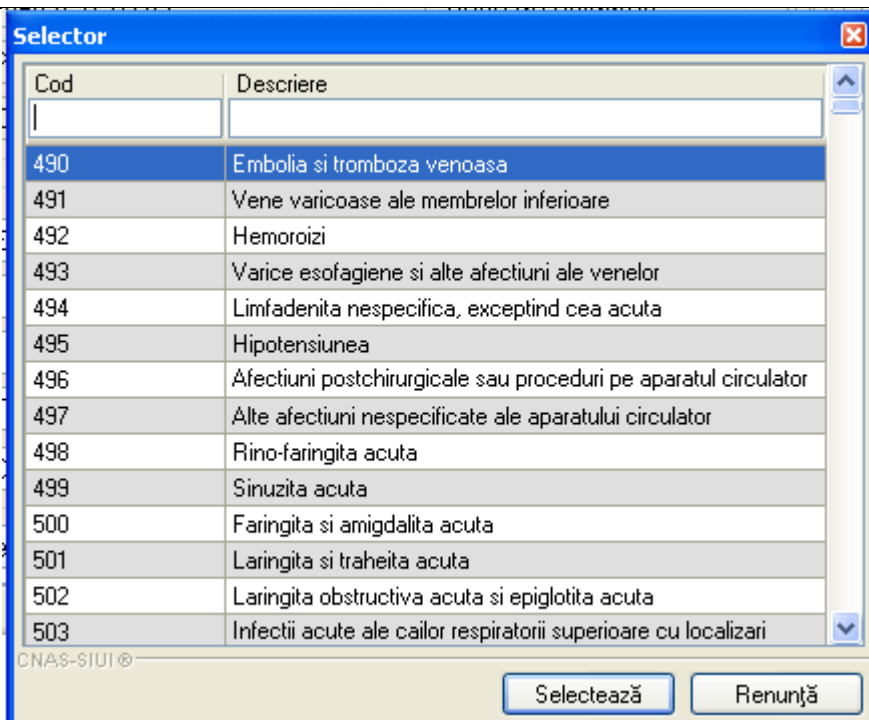 Selector
Cod Descriere
490 Embolia si tromboza venoasa
491 Vene varicoase ale membrelor inferioare
492 Hemoroizi
493 Varice esofagiene si alte afectiuni ale venelor
494 Limfadenita nespecifica, exceptind cea acuta
495 Hipotensiunea
496 Afectiuni postchirurgicale sau proceduri pe aparatul circulator
497 Alte afectiuni nespecificate ale aparatului circulator
498 Rino-faringita acuta
499 Sinuzita acuta
500 Faringita si amigdalita acuta
501 Laringita si traheita acuta
502 Laringita obstructiva acuta si epiglotita acuta
503 Infectii acute ale cailor respiratorii superioare cu localizari
CNAS-SIUI®
Selectează Renunţă